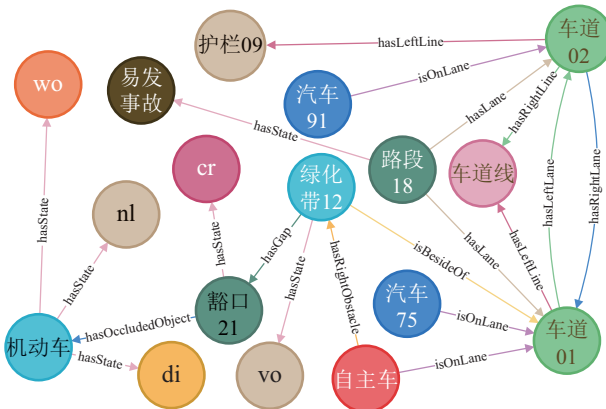 护栏09
hasLeftLine
车道
02
wo
易发
事故
汽车
91
isOnLane
hasLane
hasRightLine
hasState
cr
绿化
带12
路段
18
车道线
hasLeftLane
hasRightLane
nl
hasState
hasState
hasGap
hasState
hasRightObstacle
isBesideOf
hasLane
hasLeftLine
hasState
豁口
21
hasOccludedObject
汽车
75
isOnLane
车道
01
机动车
hasState
di
vo
自主车
isOnLane